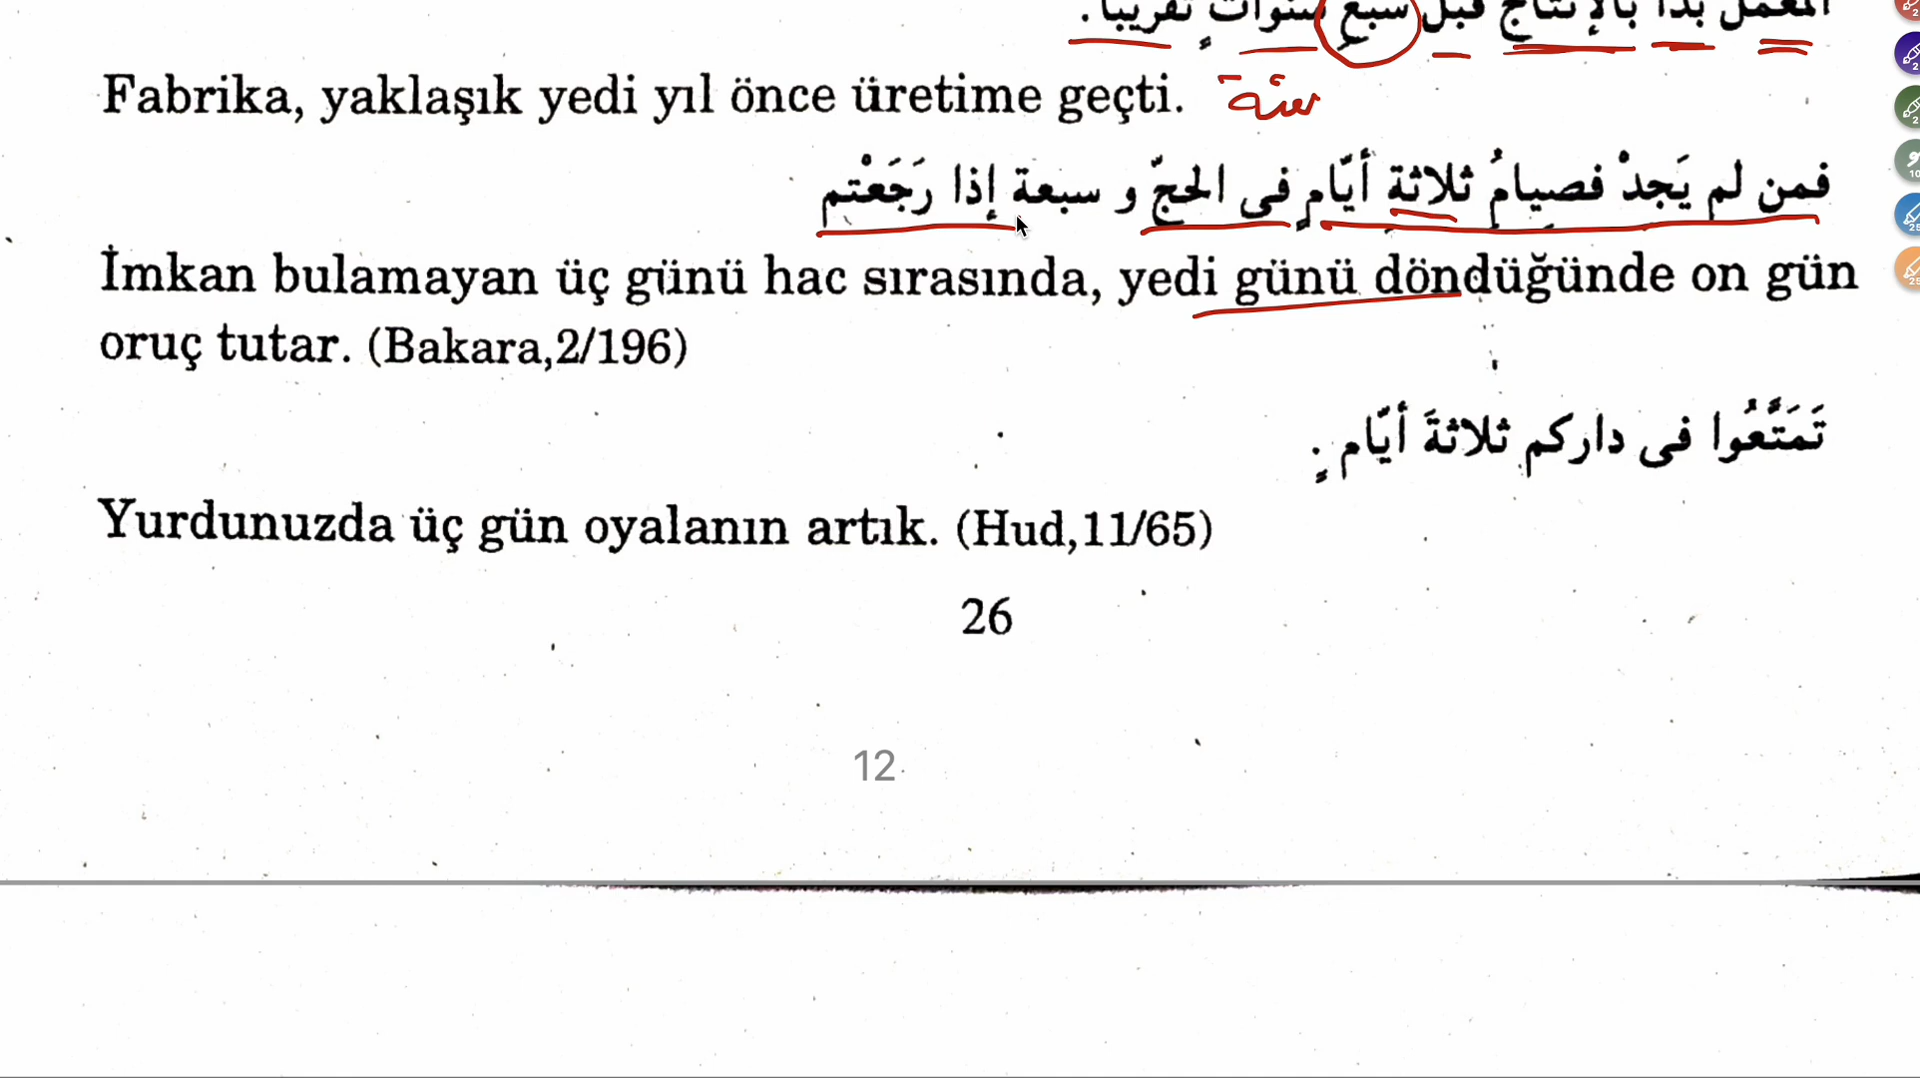 المعمل بدأ بالإنتاج قبل سبع سنواتٍ تقريبا .
Fabrika, yaklaşık yedi yıl önce üretime geçti. سنة
فمن لم يَجدْ فصيامُ ثلاثةِ أيّامٍ فى الحجّ و سبعة إذا رَجَعْتم
İmkan bulamayan üç günü hac sırasında, yedi günü döndüğünde on gün
oruç tutar. (Bakara,2/196)
تَمَتَّعُوا فى داركم ثلاثةَ أيّامٍ .
Yurdunuzda üç gün oyalanın artık. (Hud,11/65)
26
12